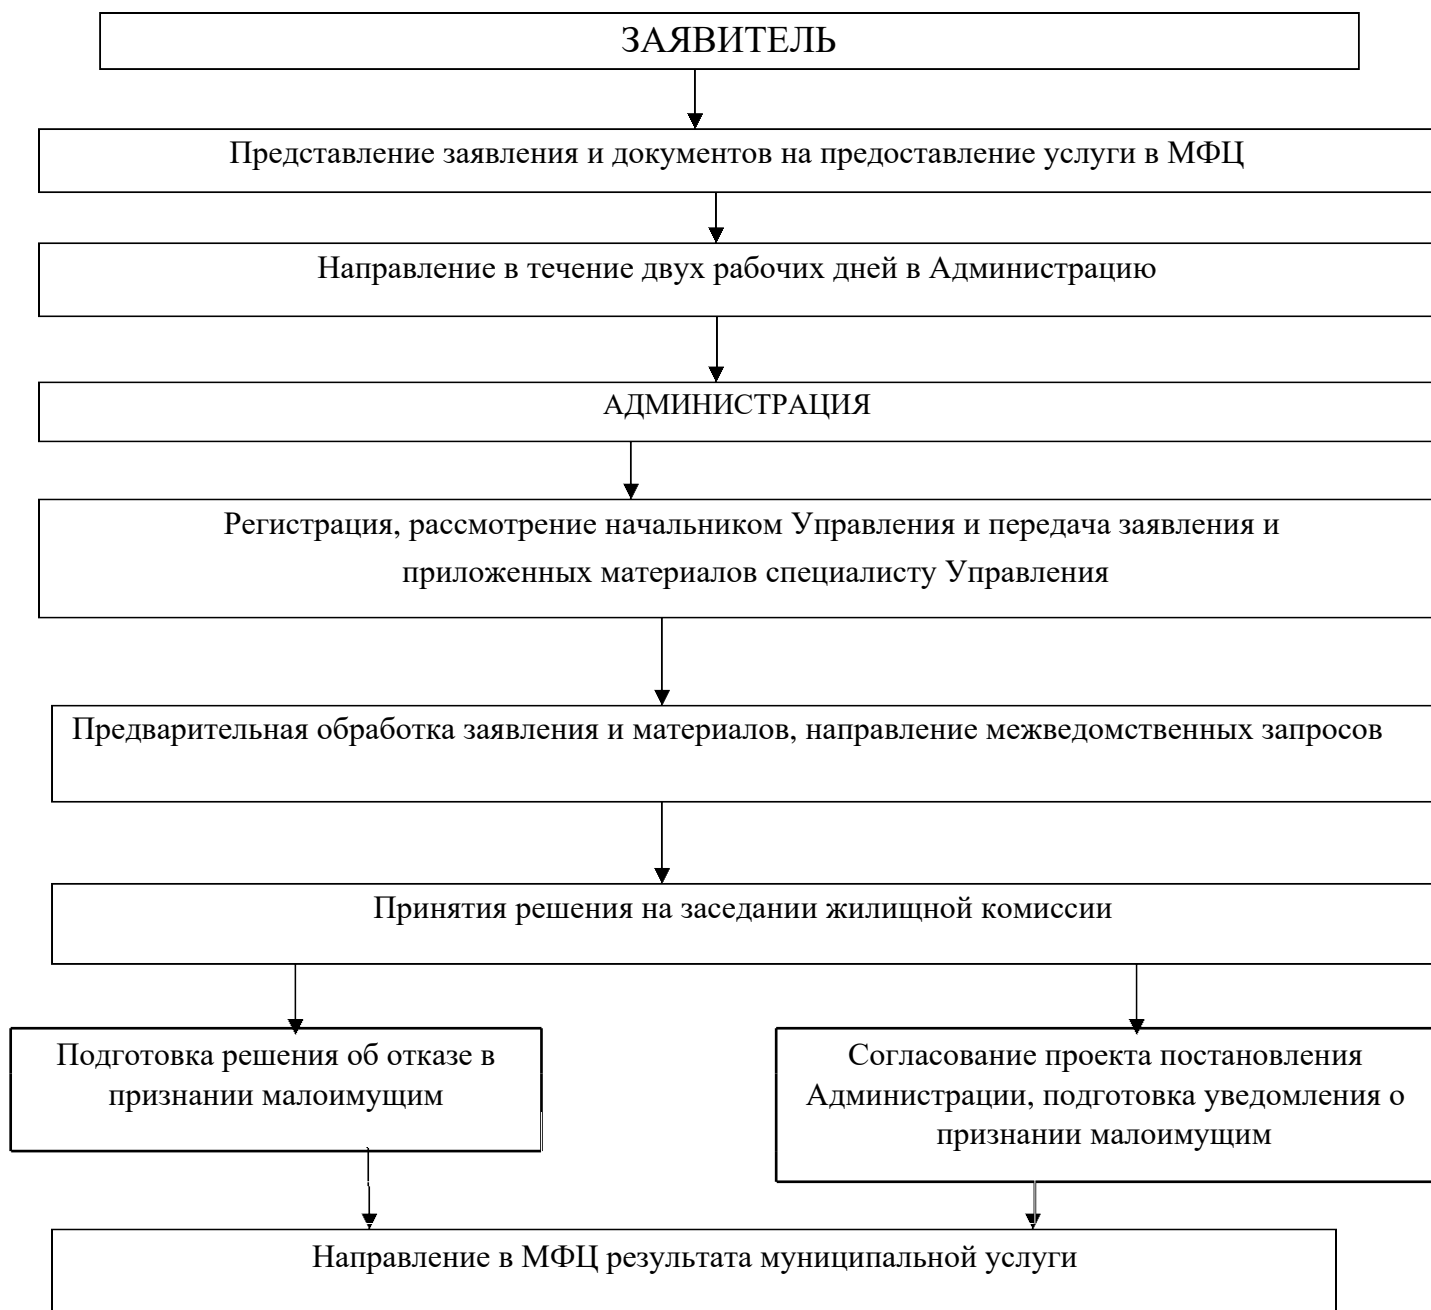 ЗАЯВИТЕЛЬ
Представление заявления и документов на предоставление услуги в МФЦ
Направление в течение двух рабочих дней в Администрацию
АДМИНИСТРАЦИЯ
Регистрация, рассмотрение начальником Управления и передача заявления и
приложенных материалов специалисту Управления
Предварительная обработка заявления и материалов, направление межведомственных запросов
Принятия решения на заседании жилищной комиссии
Подготовка решения об отказе в
признании малоимущим
Согласование проекта постановления
Администрации, подготовка уведомления о
признании малоимущим
Направление в МФЦ результата муниципальной услуги